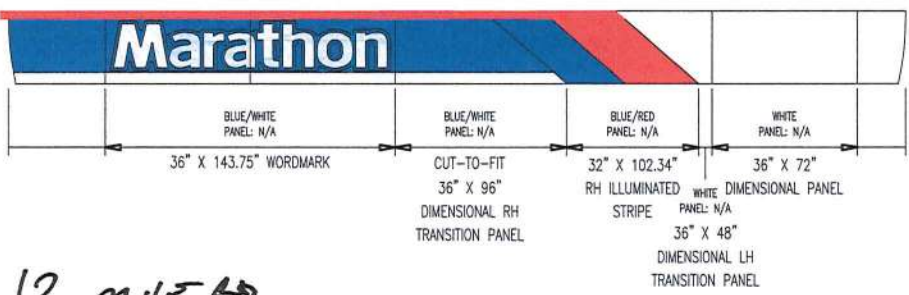 Marathon
BLUE/WHITE
PANEL: N/A
36" X 143.75" WORDMARK
BLUE/WHITE
PANEL: N/A
CUT-TO-FIT
36" X 96"
DIMENSIONAL RH
TRANSITION PANEL
BLUE/RED
PANEL: N/A
32" X 102.34"
RH ILLUMINATED
STRIPE
WHITE
PANEL: N/A
36" X 48"
DIMENSIONAL LH
TRANSITION PANEL
WHITE
PANEL: N/A
36" X 72"
DIMENSIONAL PANEL
12